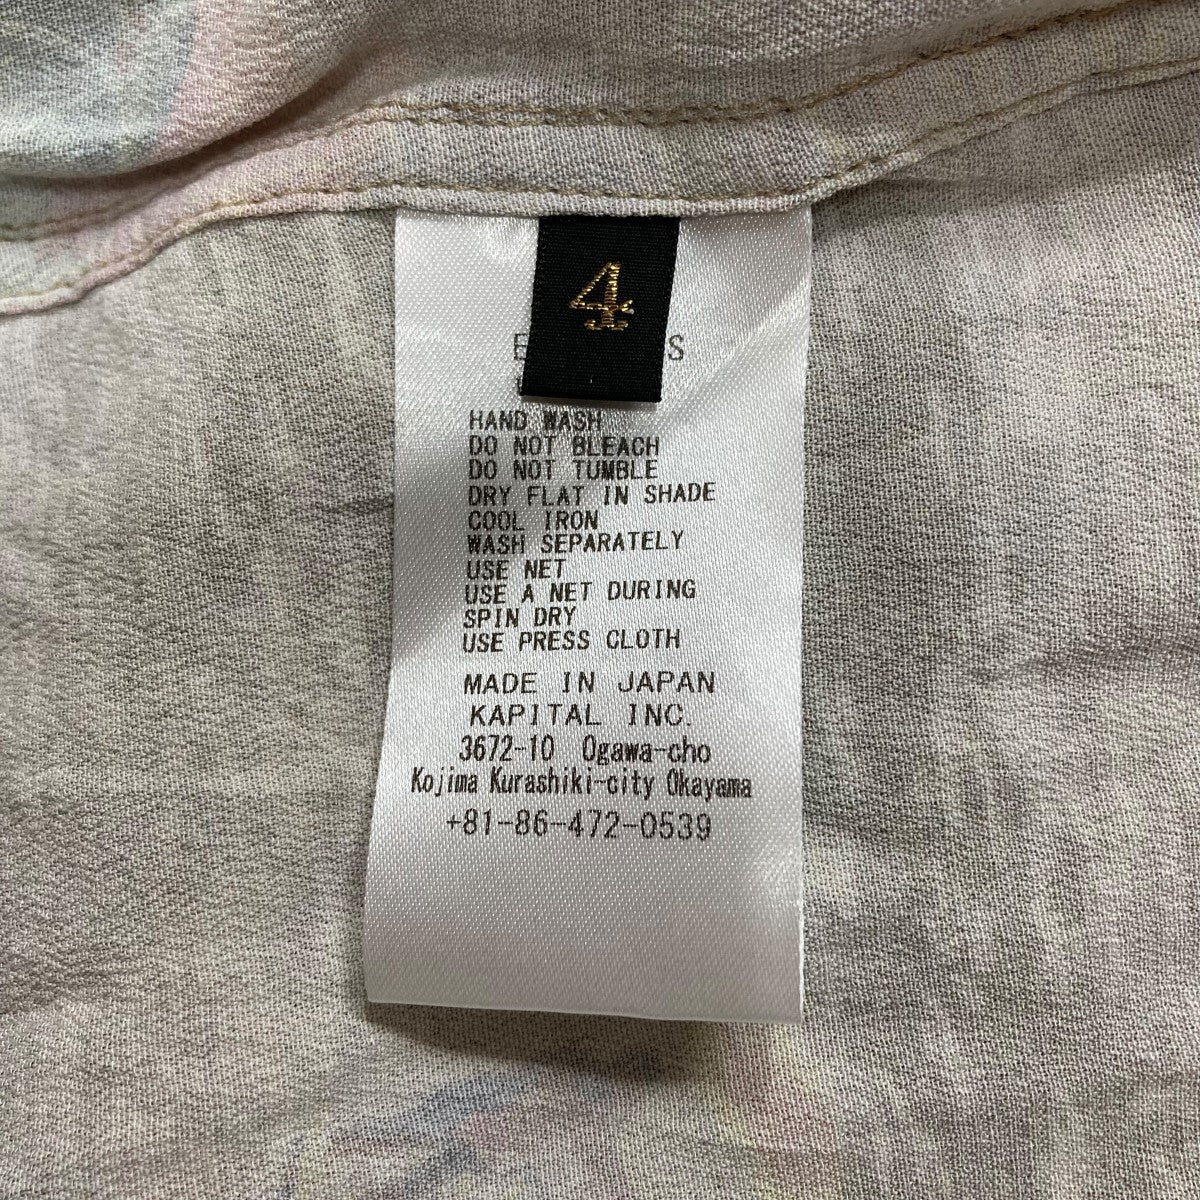 4
HAND WASH
DO NOT BLEACH
DO NOT TUMBLE
DRY FLAT IN SHADE
COOL IRON
WASH SEPARATELY
USE NET
USE A NET DURING
SPIN DRY
USE PRESS CLOTH
MADE IN JAPAN
KAPITAL INC.
3672-10 Ogawa-cho
Kojima Kurashiki-city Okayama
+81-86-472-0539